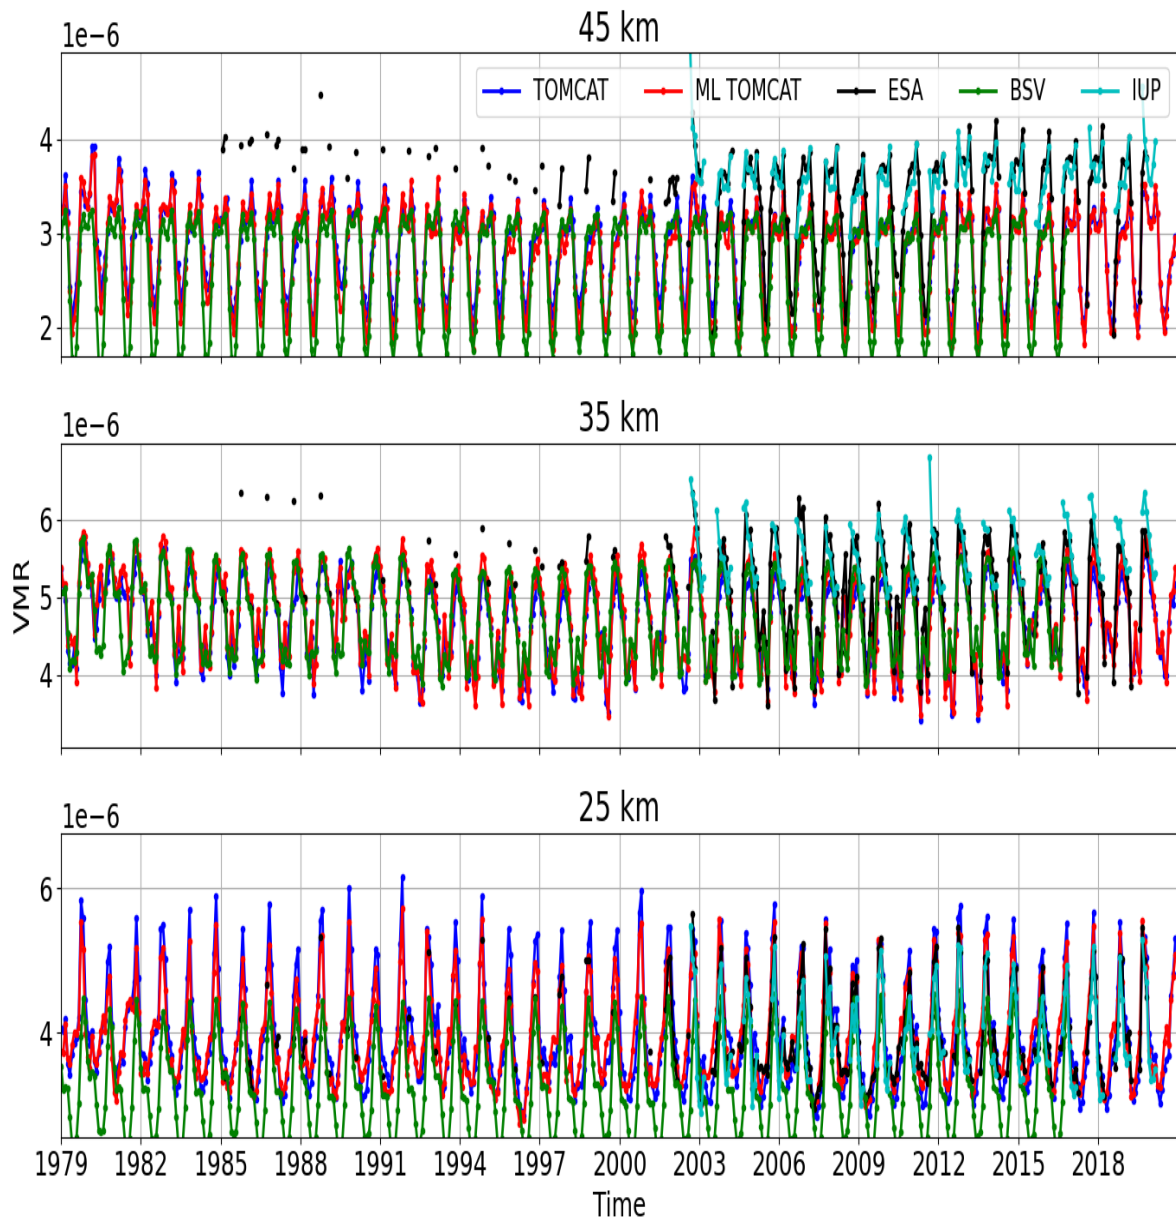 45 km
1e−6
TOMCAT ML TOMCAT ESA BSV IUP
4
3
2
35 km
1e−6
6
5
4
VMR
25 km
1e−6
6
4
1979 1982 1985 1988 1991 1994 1997 2000 2003 2006 2009 2012 2015 2018
Time